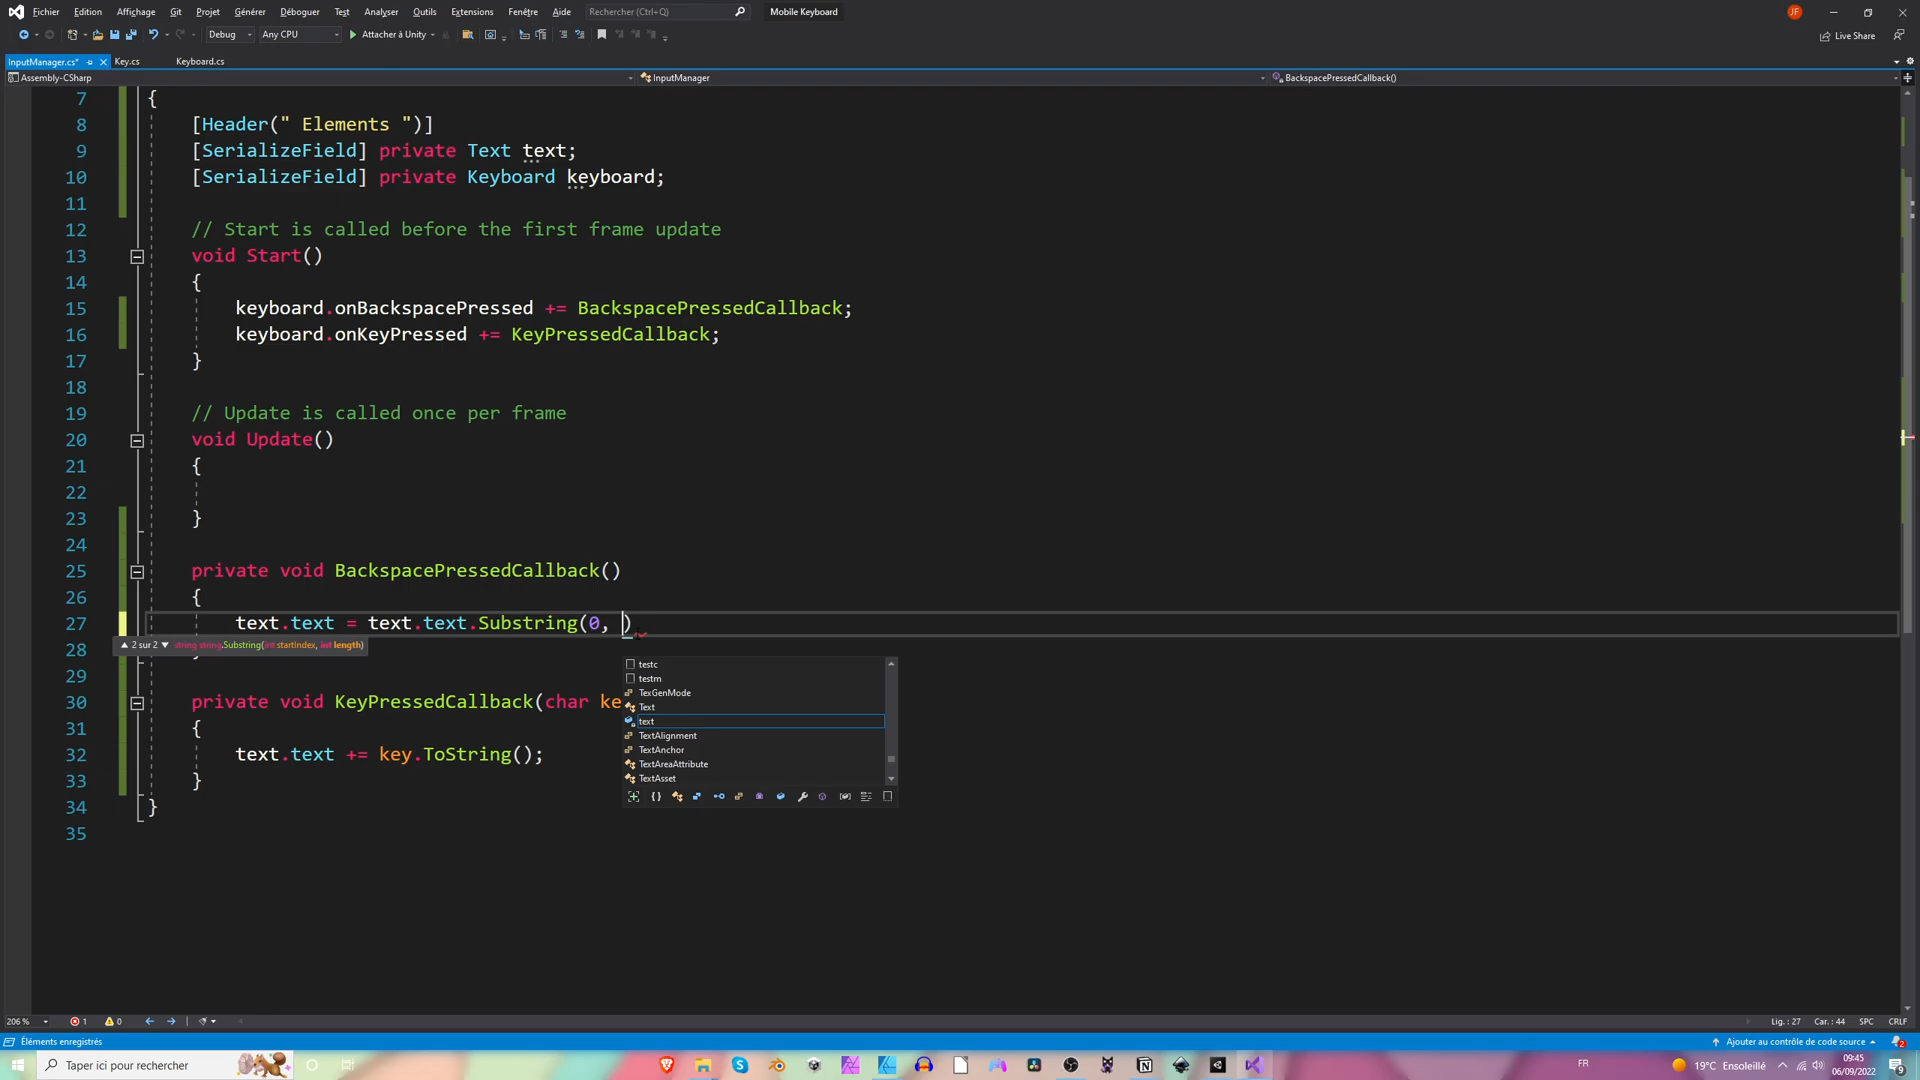 Fichier Edition Affichage Git Projet Générer Déboguer Test Analyser Outils Extensions Fenêtre Aide Rechercher (Ctrl+Q) Mobile Keyboard JF
Debug Any CPU Attacher à Unity Live Share
InputManager.cs* Key.cs Keyboard.cs
Assembly-CSharp InputManager BackspacePressedCallback()
7 {
8 [Header(" Elements ")]
9 [SerializeField] private Text text;
10 [SerializeField] private Keyboard keyboard;
11
12 // Start is called before the first frame update
13 void Start()
14 {
15 keyboard.onBackspacePressed += BackspacePressedCallback;
16 keyboard.onKeyPressed += KeyPressedCallback;
17 }
18
19 // Update is called once per frame
20 void Update()
21 {
22
23 }
24
25 private void BackspacePressedCallback()
26 {
27 text.text = text.text.Substring(0, )
2 sur 2 string string.Substring(int startIndex, int length)
28
testc
29
testm
TexGenMode
30 private void KeyPressedCallback(char ke
Text
31 {
text
TextAlignment
32 text.text += key.ToString();
TextAnchor
TextAreaAttribute
33 }
TextAsset
34 }
35
206 % 1 0 Lig. : 27 Car. : 44 SPC CRLF
Éléments enregistrés Ajouter au contrôle de code source 2
Taper ici pour rechercher FR 19°C Ensoleillé 09:45
06/09/2022 9